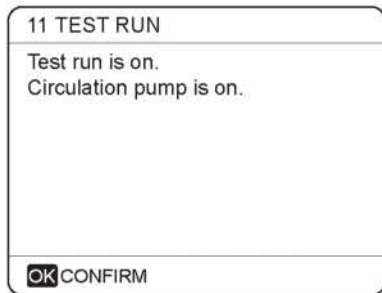 11 TEST RUN
Test run is on.
Circulation pump is on.
OK CONFIRM